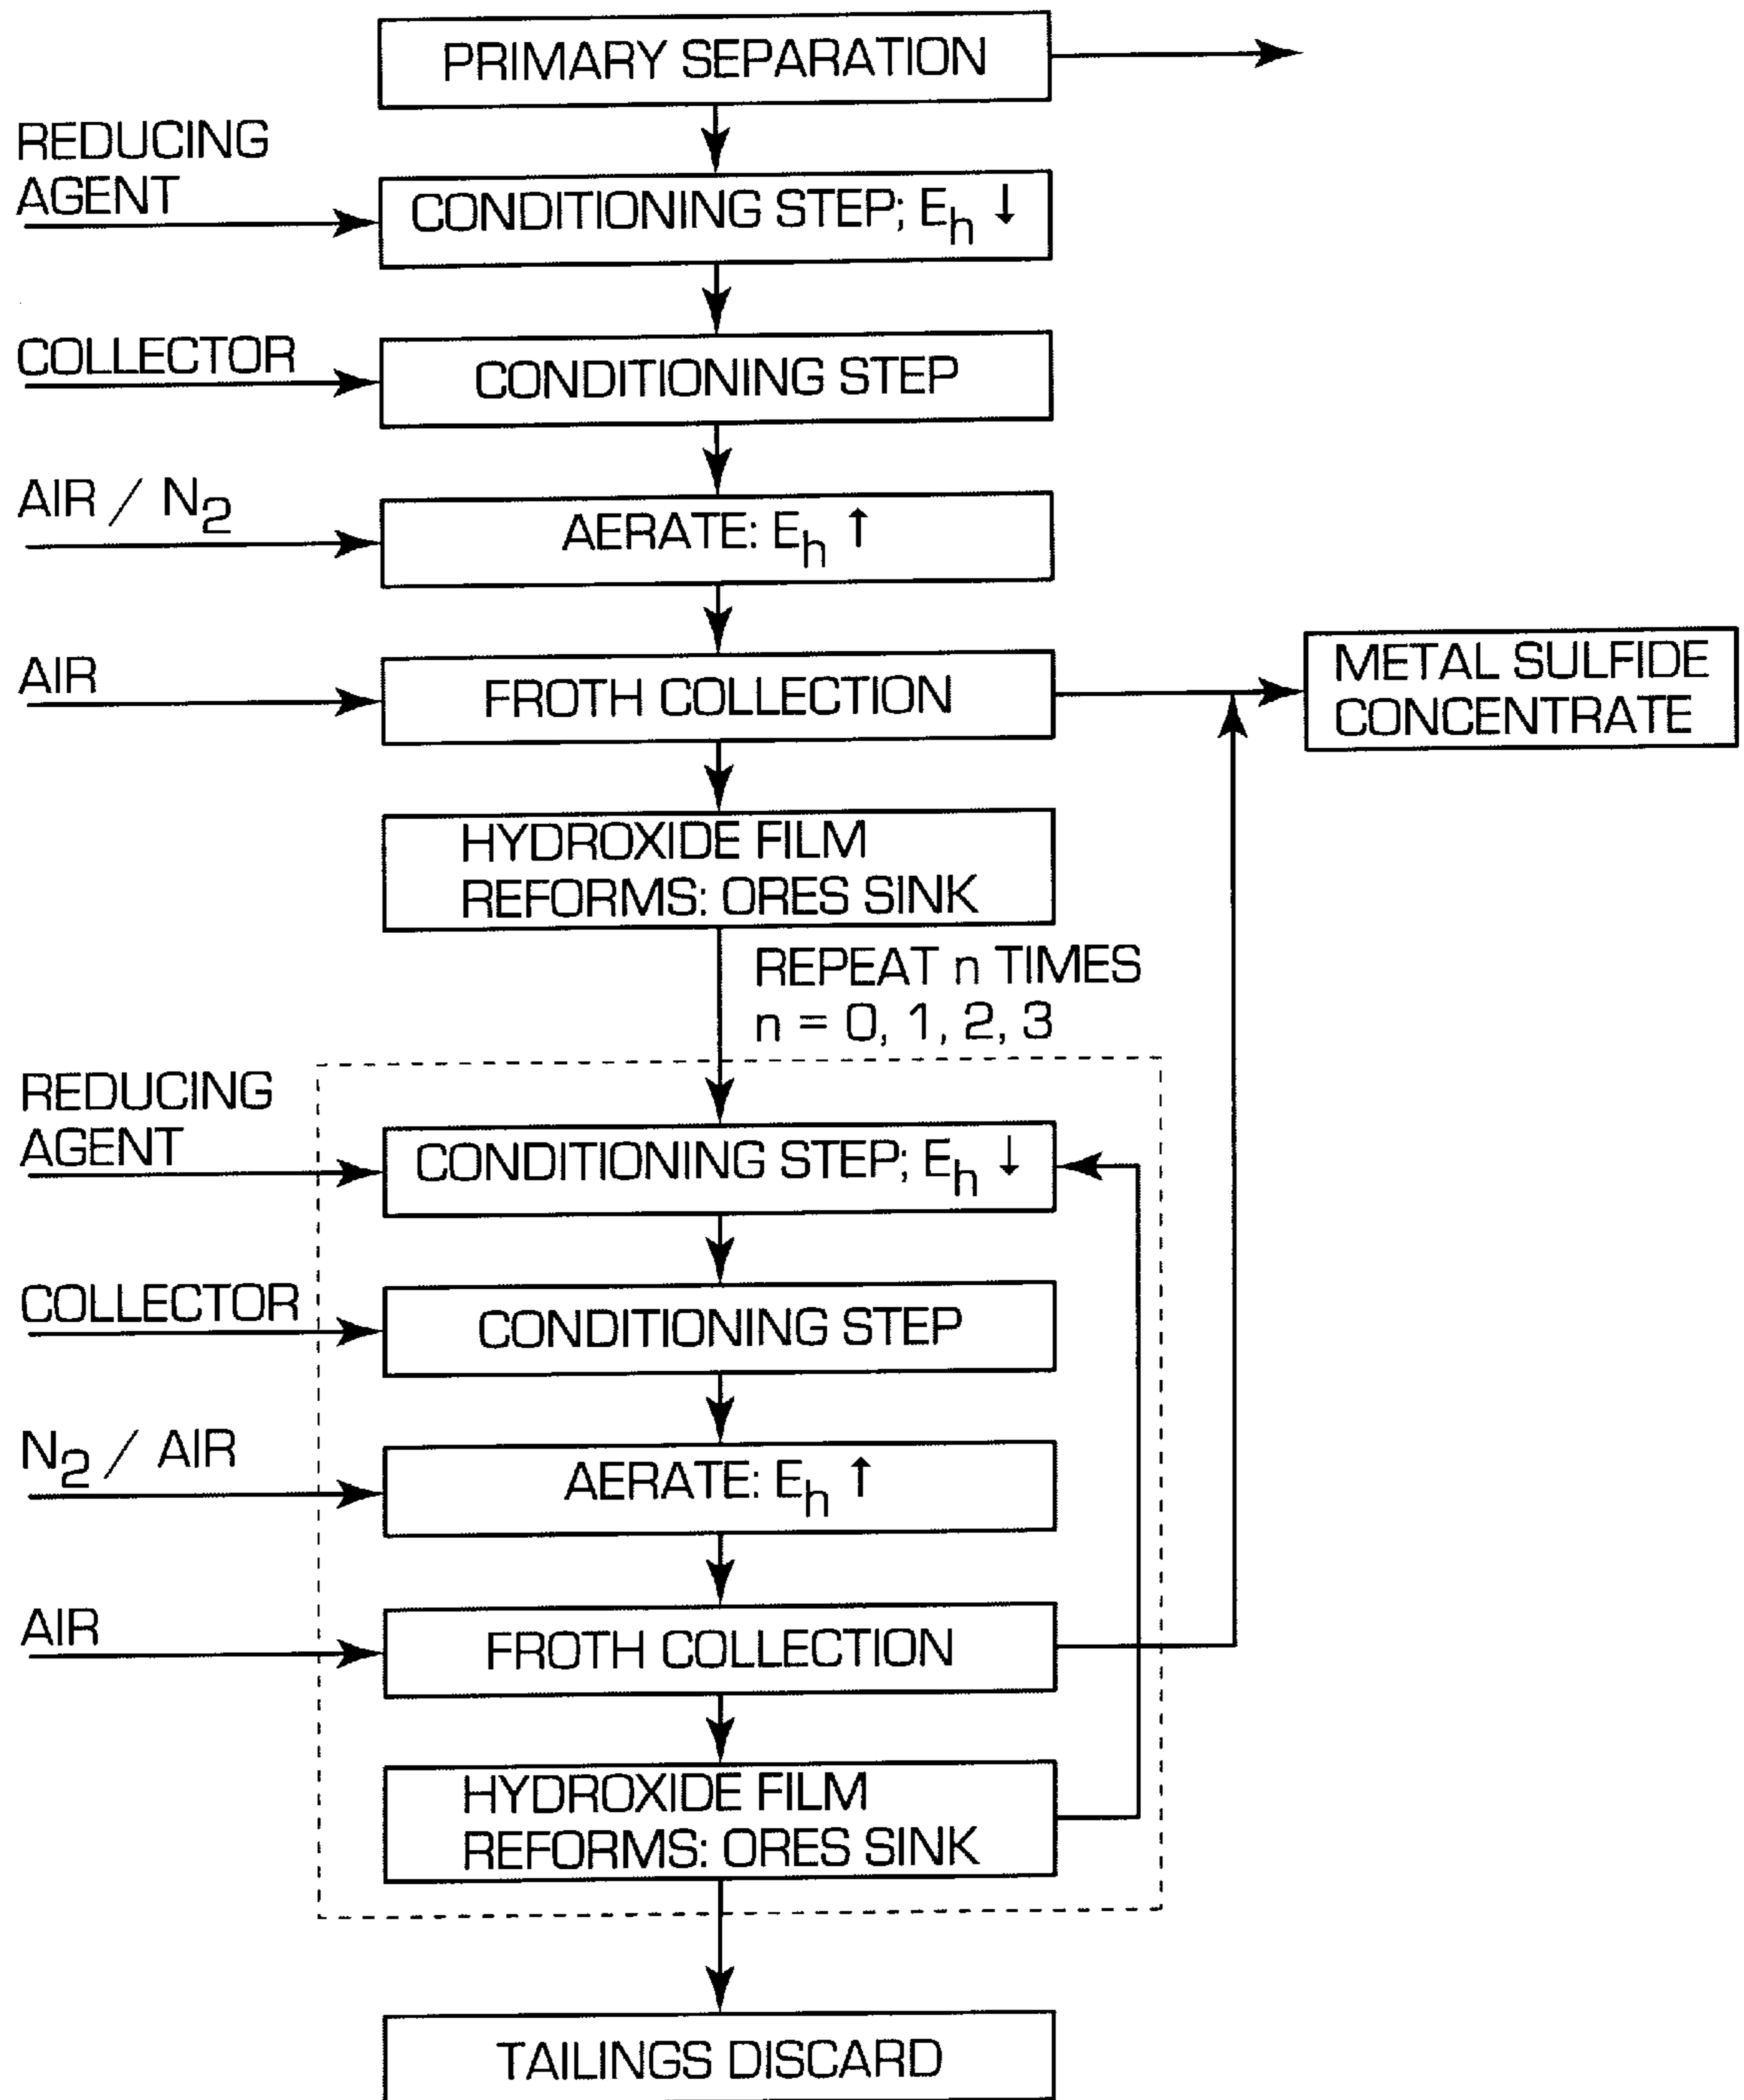 PRIMARY SEPARATION
REDUCING
AGENT
CONDITIONING STEP; Eh ↓
COLLECTOR
CONDITIONING STEP
AIR / N2
AERATE: Eh ↑
AIR
FROTH COLLECTION
METAL SULFIDE
CONCENTRATE
HYDROXIDE FILM
REFORMS: ORES SINK
REPEAT n TIMES
n = 0, 1, 2, 3
REDUCING
AGENT
CONDITIONING STEP; Eh ↓
COLLECTOR
CONDITIONING STEP
N2 / AIR
AERATE: Eh ↑
AIR
FROTH COLLECTION
HYDROXIDE FILM
REFORMS: ORES SINK
TAILINGS DISCARD